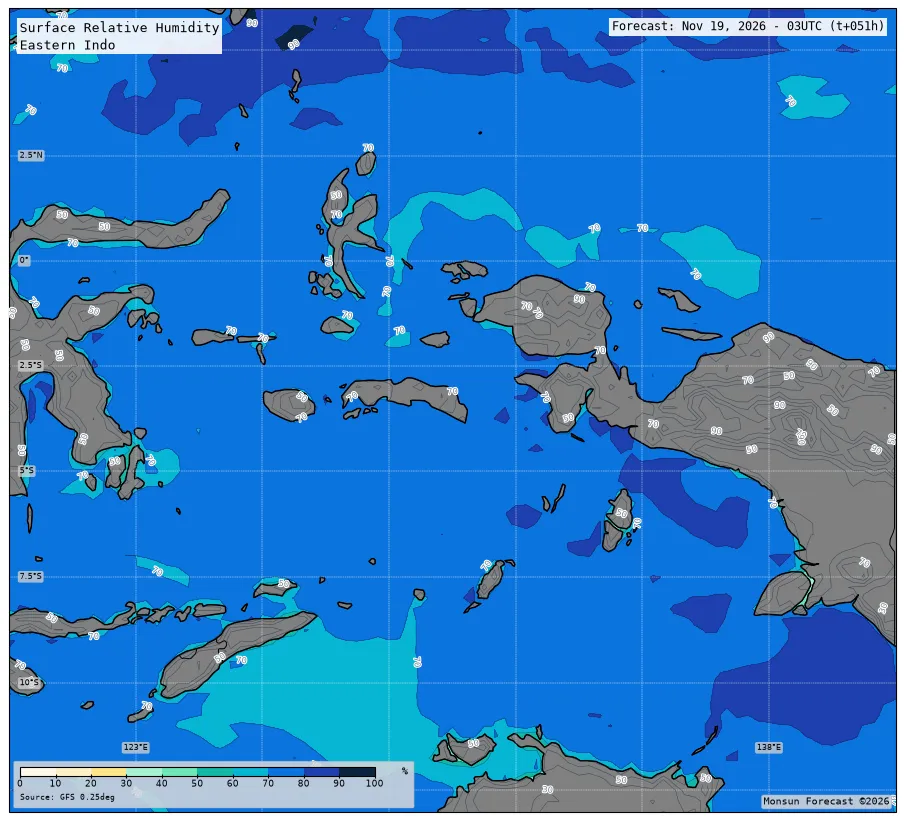 Surface Relative Humidity
Eastern Indo
Forecast: Nov 19, 2026 - 03UTC (t+051h)
2.5°N
0°
2.5°S
5°S
7.5°S
10°S
123°E
138°E
0 10 20 30 40 50 60 70 80 90 100 %
Source: GFS 0.25deg
Monsun Forecast ©2026